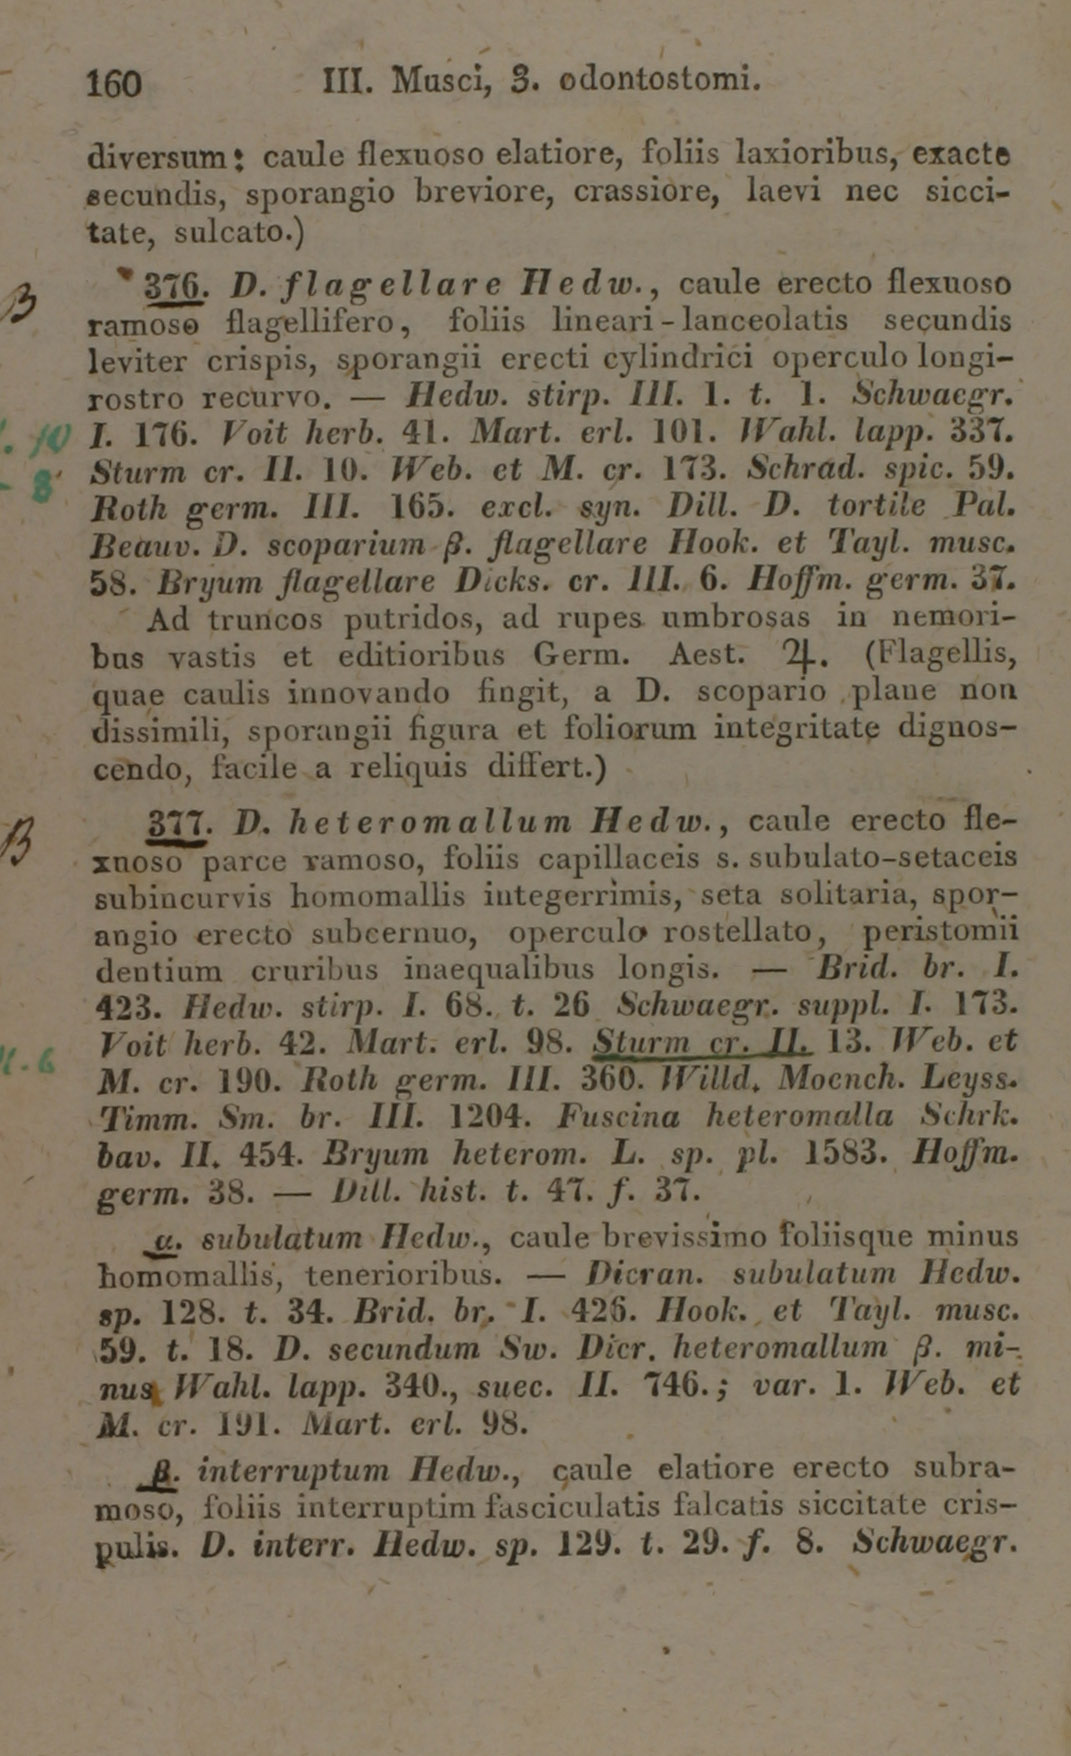 160 III. Musci, 3. odontostomi.
diversum: caule flexuoso elatiore, foliis laxioribus, exacte
secundis, sporangio breviore, crassiore, laevi nec sicci-
tate, sulcato.)
376. D. flagellare Hedw., caule erecto flexuoso
ramoso flagellifero, foliis lineari-lanceolatis secundis
leviter crispis, sporangii erecti cylindrici operculo longi-
rostro recurvo. — Hedw. stirp. III. 1. t. 1. Schwaegr.
I. 176. Voit herb. 41. Mart. erl. 101. Wahl. lapp. 337.
Sturm cr. II. 10. Web. et M. cr. 173. Schrad. spic. 59.
Roth germ. III. 165. excl. syn. Dill. D. tortile Pal.
Beauv. D. scoparium β. flagellare Hook. et Tayl. musc.
58. Bryum flagellare Dicks. cr. III. 6. Hoffm. germ. 37.
Ad truncos putridos, ad rupes umbrosas in nemori-
bus vastis et editioribus Germ. Aest. ♃. (Flagellis,
quae caulis innovando fingit, a D. scopario plane non
dissimili, sporangii figura et foliorum integritate dignos-
cendo, facile a reliquis differt.)
377. D. heteromallum Hedw., caule erecto fle-
xuoso parce ramoso, foliis capillaceis s. subulato-setaceis
subincurvis homomallis integerrimis, seta solitaria, spor-
angio erecto subcernuo, operculo rostellato, peristomii
dentium cruribus inaequalibus longis. — Brid. br. I.
423. Hedw. stirp. I. 68. t. 26 Schwaegr. suppl. I. 173.
Voit herb. 42. Mart. erl. 98. Sturm cr. II. 13. Web. et
M. cr. 190. Roth germ. III. 360. Willd. Moench. Leyss.
Timm. Sm. br. III. 1204. Fuscina heteromalla Schrk.
bav. II. 454. Bryum heterom. L. sp. pl. 1583. Hoffm.
germ. 38. — Dill. hist. t. 47. f. 37.
α. subulatum Hedw., caule brevissimo foliisque minus
homomallis, tenerioribus. — Dicran. subulatum Hedw.
sp. 128. t. 34. Brid. br. I. 426. Hook. et Tayl. musc.
59. t. 18. D. secundum Sw. Dicr. heteromallum β. mi-
nus Wahl. lapp. 340., suec. II. 746.; var. 1. Web. et
M. cr. 191. Mart. erl. 98.
β. interruptum Hedw., caule elatiore erecto subra-
moso, foliis interruptim fasciculatis falcatis siccitate cris-
pulis. D. interr. Hedw. sp. 129. t. 29. f. 8. Schwaegr.